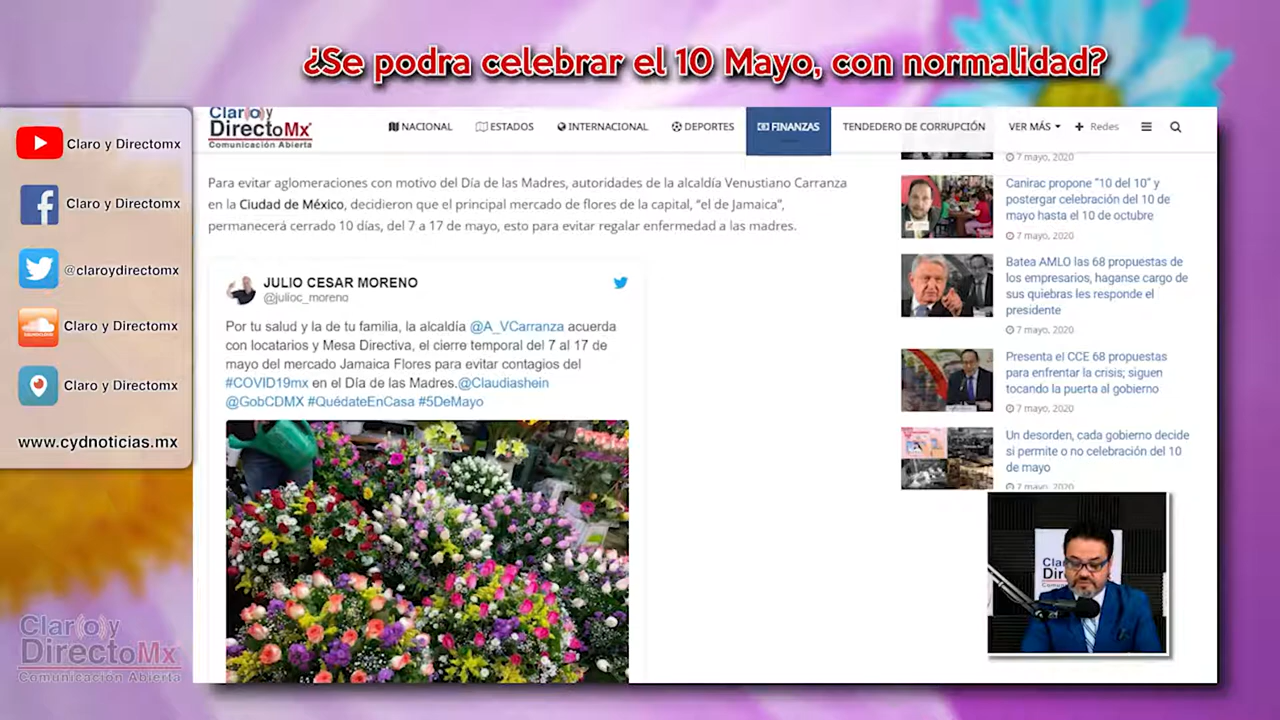 ¿Se podra celebrar el 10 Mayo, con normalidad?
Claro y Directomx
Claro y Directomx
@claroydirectomx
Claro y Directomx
Claro y Directomx
www.cydnoticias.mx
Claro y
DirectoMx
Comunicación Abierta
NACIONAL
ESTADOS
INTERNACIONAL
DEPORTES
FINANZAS
TENDEDERO DE CORRUPCIÓN
VER MÁS
Redes
Para evitar aglomeraciones con motivo del Día de las Madres, autoridades de la alcaldía Venustiano Carranza
en la Ciudad de México, decidieron que el principal mercado de flores de la capital, “el de Jamaica”,
permanecerá cerrado 10 días, del 7 a 17 de mayo, esto para evitar regalar enfermedad a las madres.
JULIO CESAR MORENO
@julioc_moreno
Por tu salud y la de tu familia, la alcaldía @A_VCarranza acuerda
con locatarios y Mesa Directiva, el cierre temporal del 7 al 17 de
mayo del mercado Jamaica Flores para evitar contagios del
#COVID19mx en el Día de las Madres.@Claudiashein
@GobCDMX #QuédateEnCasa #5DeMayo
7 mayo, 2020
Canirac propone “10 del 10” y
postergar celebración del 10 de
mayo hasta el 10 de octubre
7 mayo, 2020
Batea AMLO las 68 propuestas de
los empresarios, haganse cargo de
sus quiebras les responde el
presidente
7 mayo, 2020
Presenta el CCE 68 propuestas
para enfrentar la crisis; siguen
tocando la puerta al gobierno
7 mayo, 2020
Un desorden, cada gobierno decide
si permite o no celebración del 10
de mayo
7 mayo, 2020
Claro y
DirectoMx
Comunicación Abierta